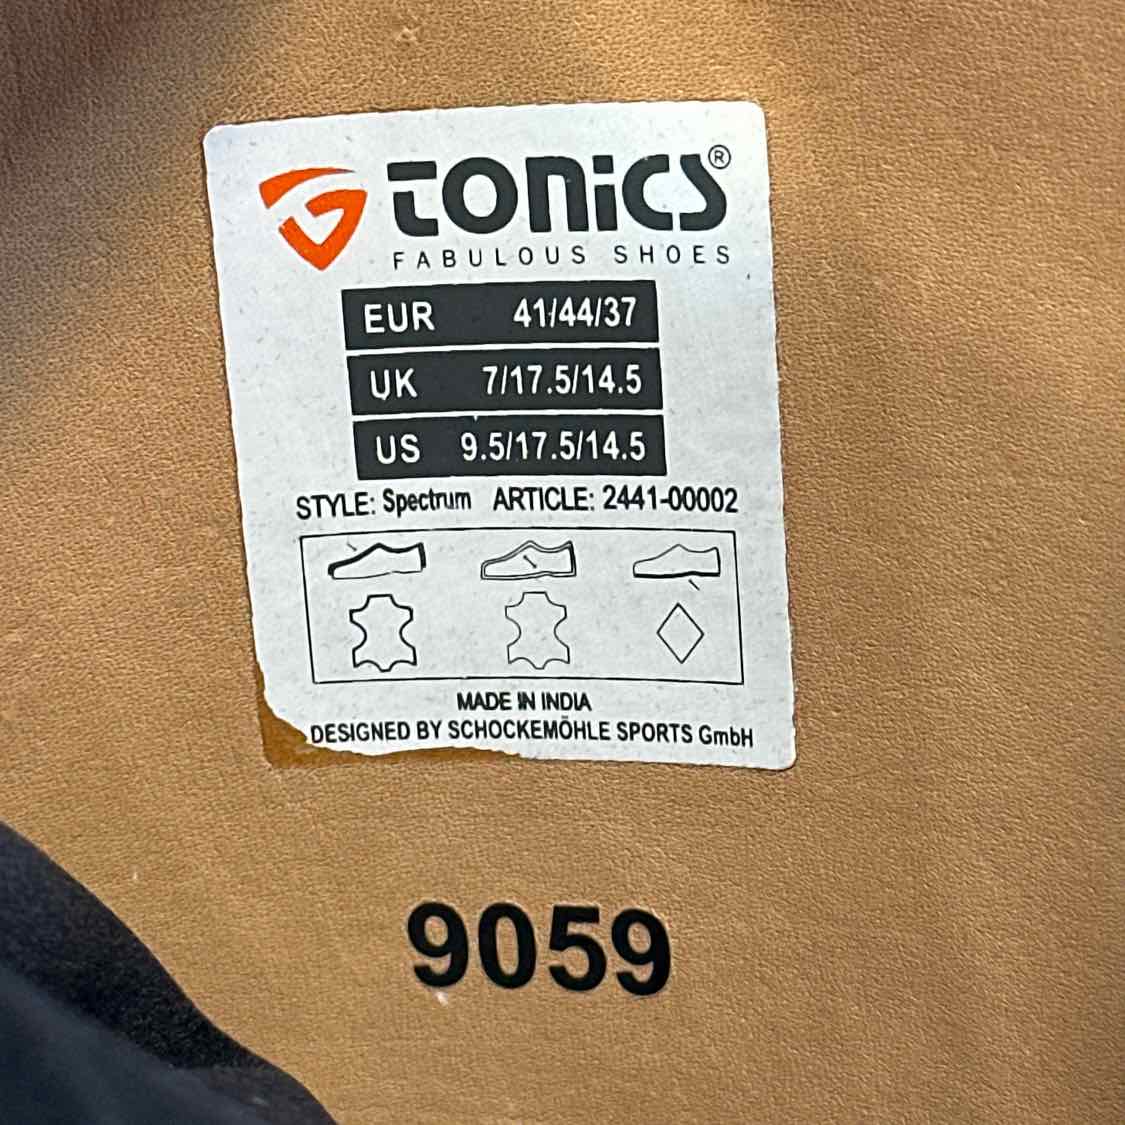 tonics®
FABULOUS SHOES
EUR 41/44/37
UK 7/17.5/14.5
US 9.5/17.5/14.5
STYLE: Spectrum ARTICLE: 2441-00002
MADE IN INDIA
DESIGNED BY SCHOCKEMÖHLE SPORTS GmbH
9059